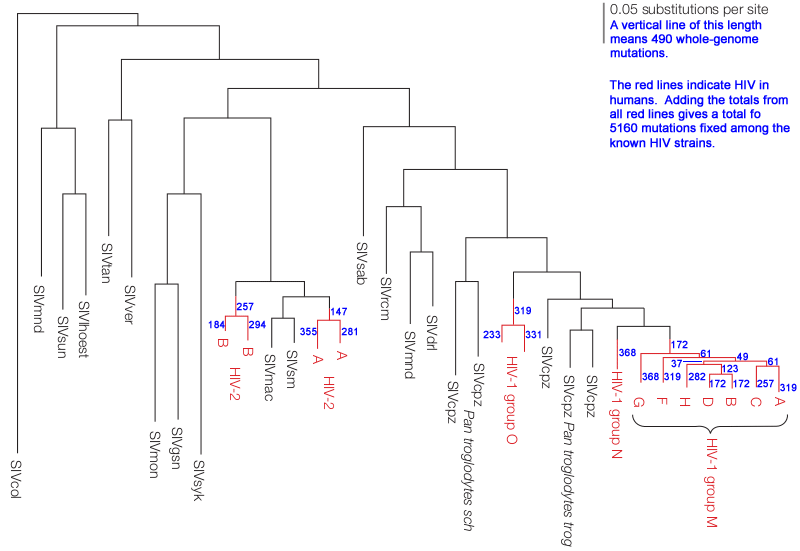 0.05 substitutions per site
A vertical line of this length
means 490 whole-genome
mutations.
The red lines indicate HIV in
humans. Adding the totals from
all red lines gives a total fo
5160 mutations fixed among the
known HIV strains.
SIVcol
SIVmnd
SIVsun
SIVlhoest
SIVtan
SIVver
SIVmon
SIVgsn
SIVsyk
257
184
294
B
B
HIV-2
SIVmac
SIVsm
147
355
281
A
A
HIV-2
SIVsab
SIVrcm
SIVmnd
SIVdrl
SIVcpz
SIVcpz Pan troglodytes sch
319
233
331
HIV-1 group O
SIVcpz
SIVcpz Pan troglodytes trog
SIVcpz
368
HIV-1 group N
172
61
49
37
61
123
368
319
282
172
172
257
319
G
F
H
D
B
C
A
HIV-1 group M